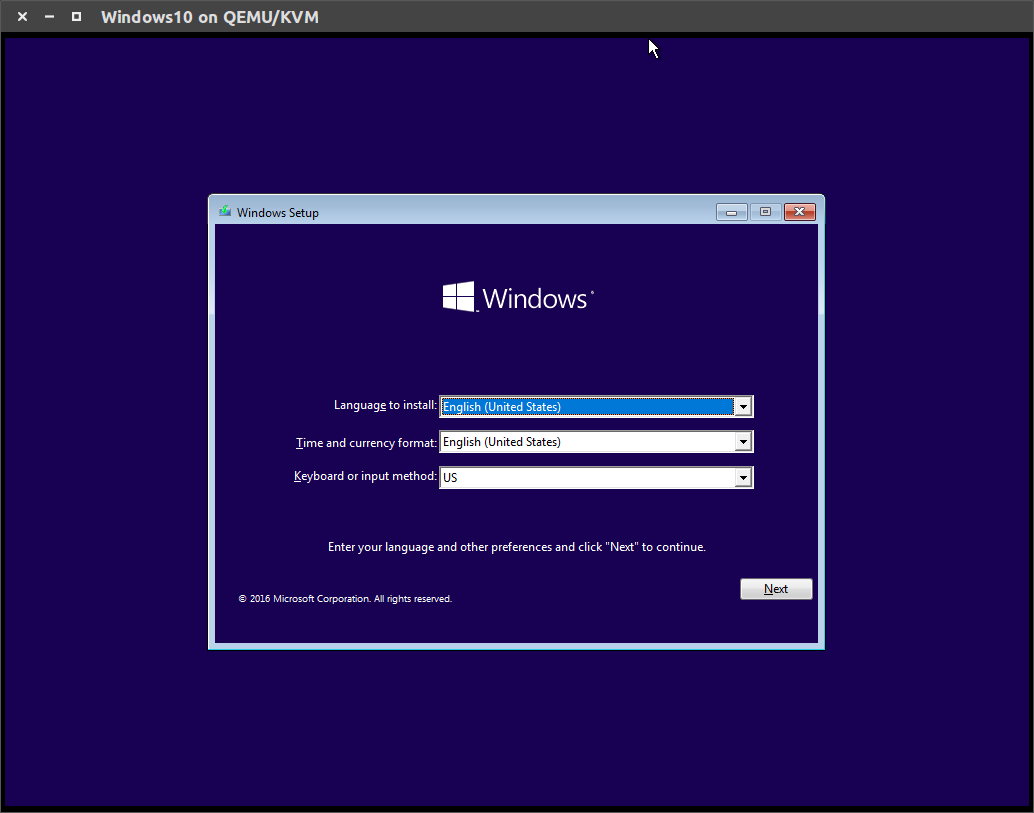 Windows10 on QEMU/KVM
Windows Setup
Windows
Language to install: English (United States)
Time and currency format: English (United States)
Keyboard or input method: US
Enter your language and other preferences and click "Next" to continue.
© 2016 Microsoft Corporation. All rights reserved.
Next